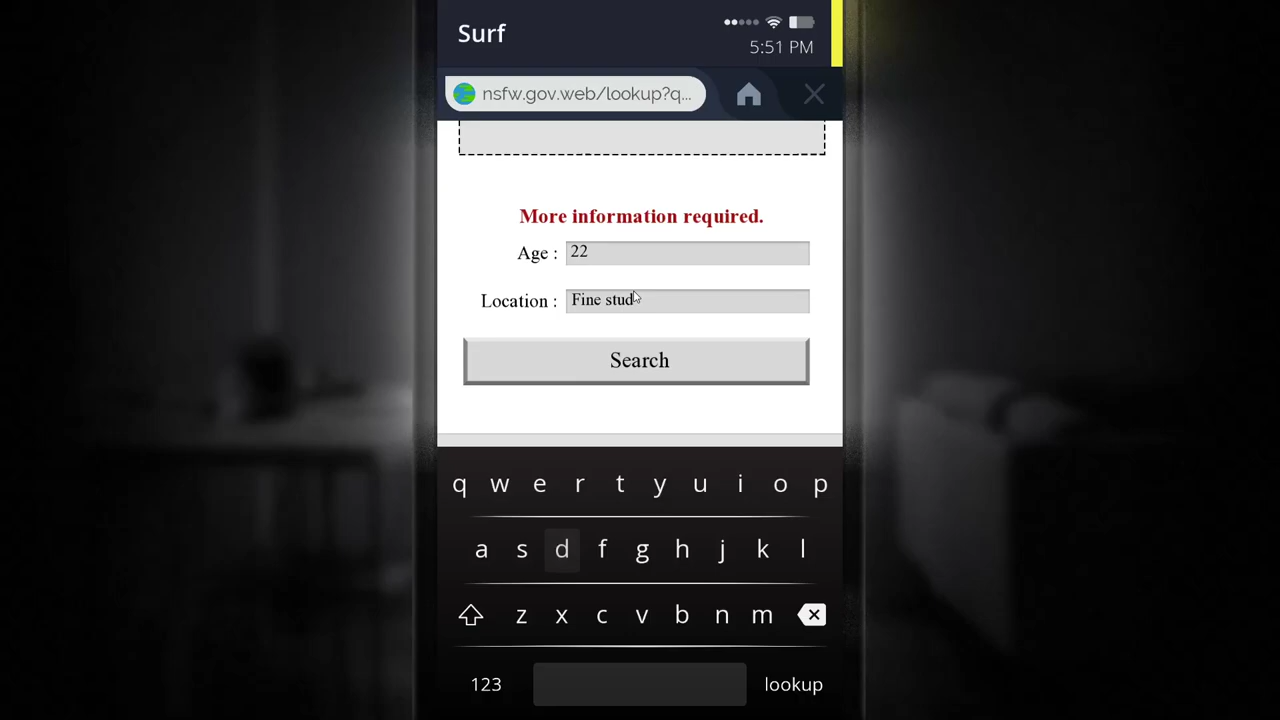 Surf
5:51 PM
nsfw.gov.web/lookup?q...
More information required.
Age : 22
Location : Fine stud
Search
q w e r t y u i o p
a s d f g h j k l
z x c v b n m
123 lookup